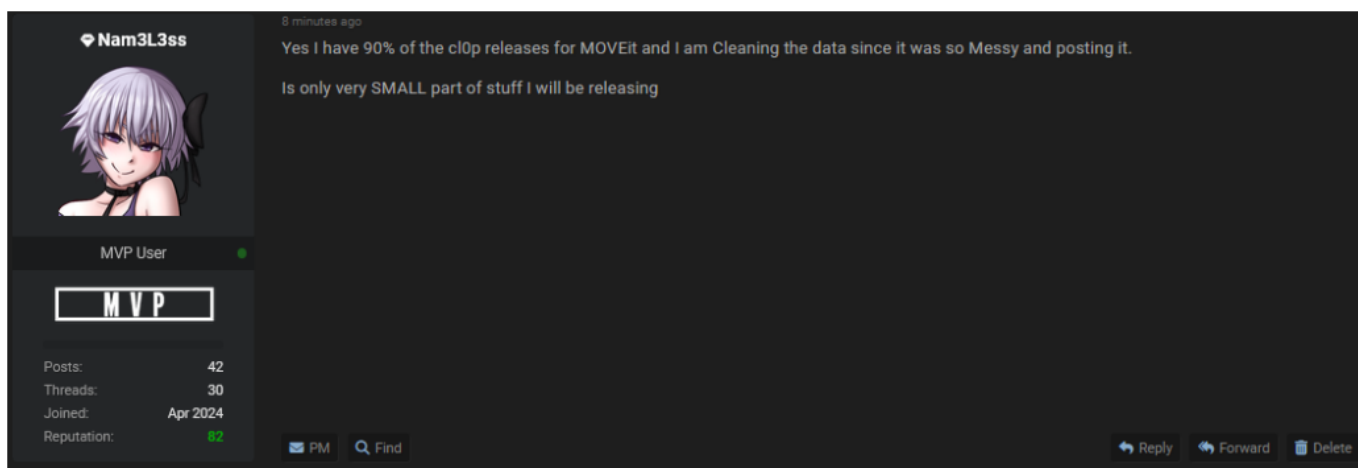 Nam3L3ss
8 minutes ago
Yes I have 90% of the cl0p releases for MOVEit and I am Cleaning the data since it was so Messy and posting it.
Is only very SMALL part of stuff I will be releasing
MVP User
MVP
Posts: 42
Threads: 30
Joined: Apr 2024
Reputation: 82
PM Find Reply Forward Delete